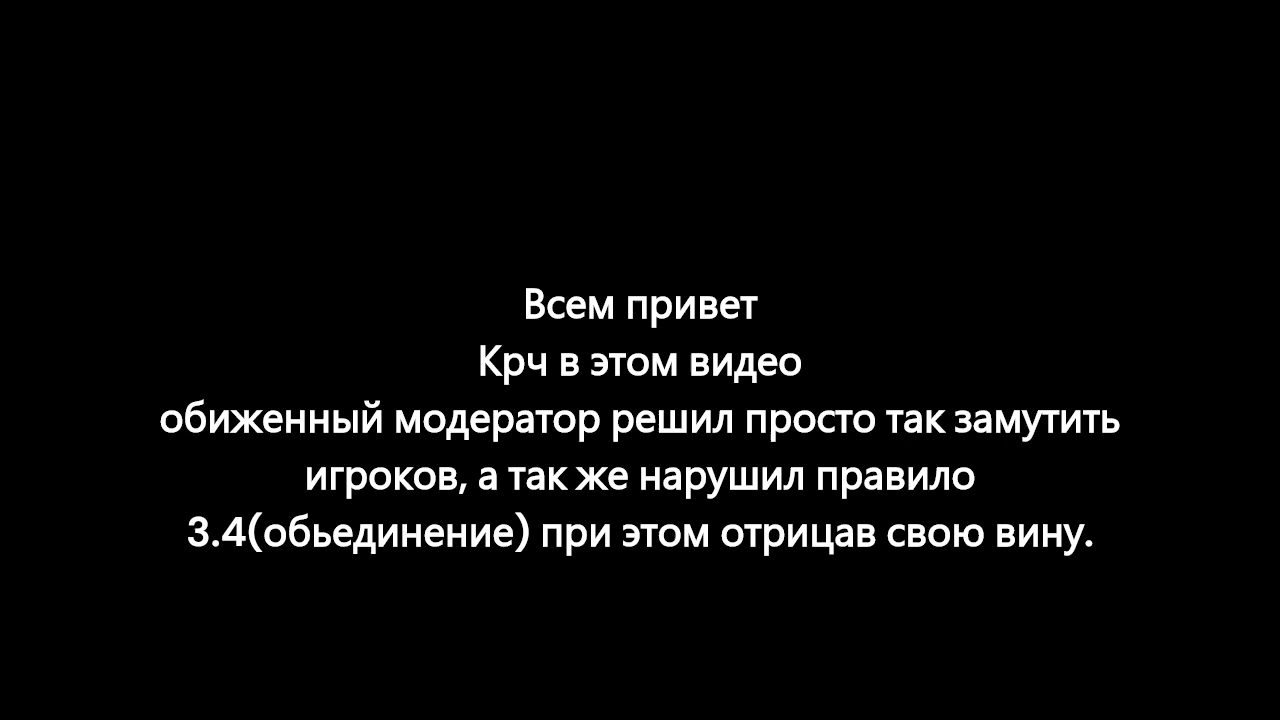 Всем привет
Крч в этом видео
обиженный модератор решил просто так замутить
игроков, а так же нарушил правило
3.4(обьединение) при этом отрицав свою вину.